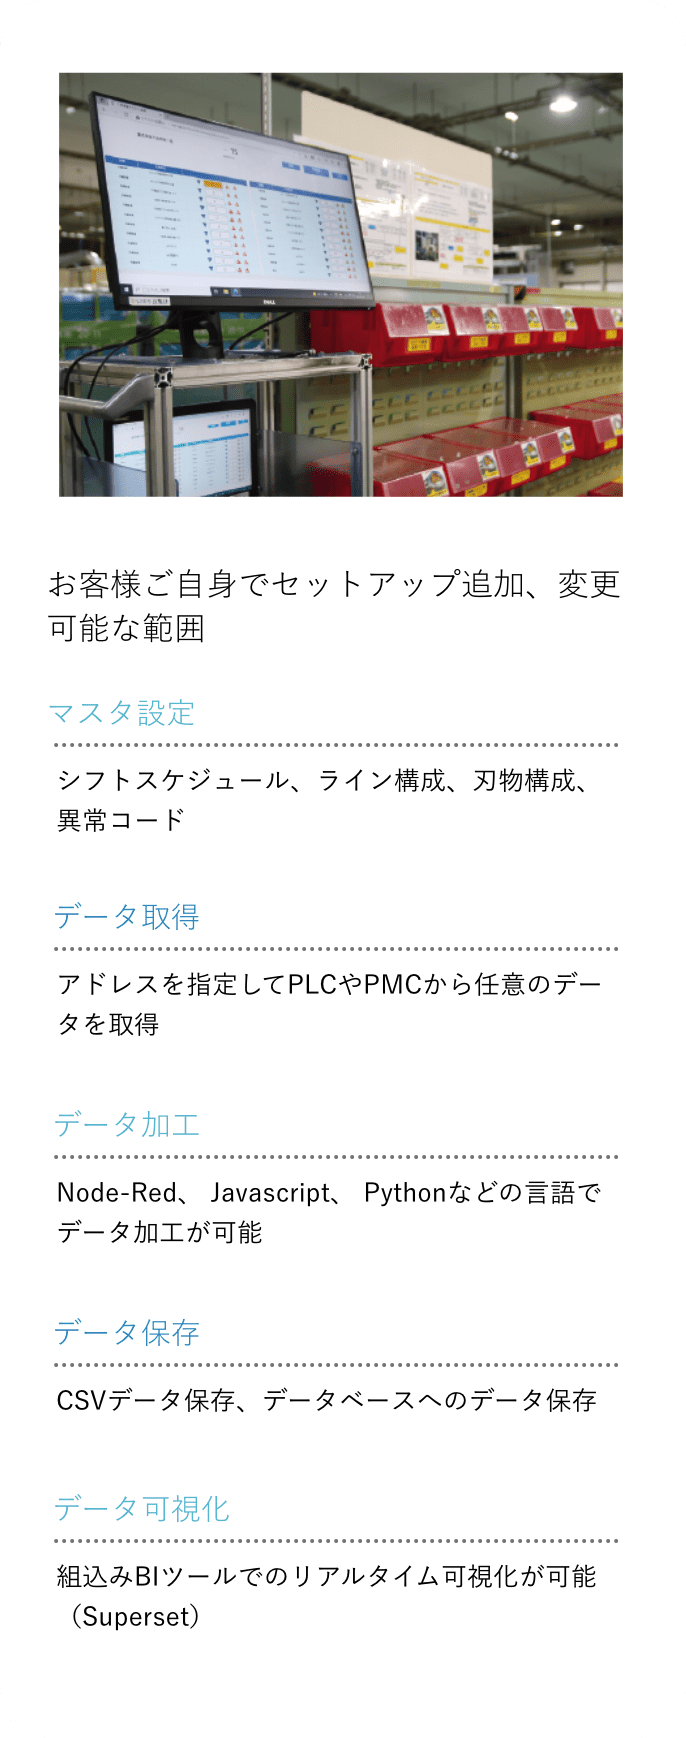 DELL
お客様ご自身でセットアップ追加、変更
可能な範囲
マスタ設定
シフトスケジュール、ライン構成、刃物構成、
異常コード
データ取得
アドレスを指定してPLCやPMCから任意のデー
タを取得
データ加工
Node-Red、 Javascript、 Pythonなどの言語で
データ加工が可能
データ保存
CSVデータ保存、データベースへのデータ保存
データ可視化
組込みBIツールでのリアルタイム可視化が可能
（Superset）